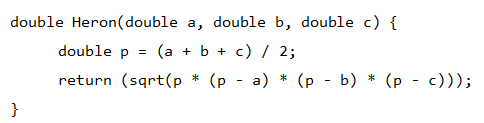 double Heron(double a, double b, double c) {
     double p = (a + b + c) / 2;
     return (sqrt(p * (p - a) * (p - b) * (p - c)));
}